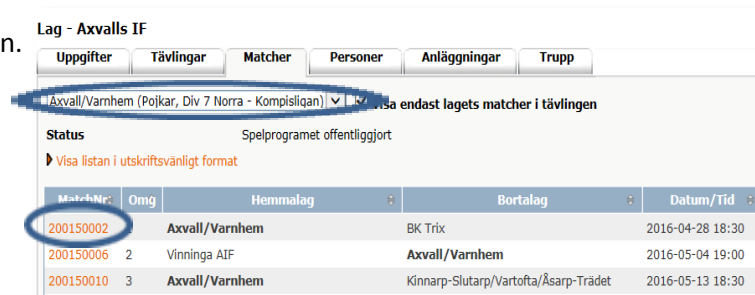 Lag - Axvalls IF
n.
Uppgifter Tävlingar Matcher Personer Anläggningar Trupp
Axvall/Varnhem (Pojkar, Div 7 Norra - Kompisligan) Visa endast lagets matcher i tävlingen
Status Spelprogramet offentliggjort
Visa listan i utskriftsvänligt format
MatchNr Omg Hemmalag Bortalag Datum/Tid
200150002 Axvall/Varnhem BK Trix 2016-04-28 18:30
200150006 2 Vinninga AIF Axvall/Varnhem 2016-05-04 19:00
200150010 3 Axvall/Varnhem Kinnarp-Slutarp/Vartofta/Åsarp-Trädet 2016-05-13 18:30